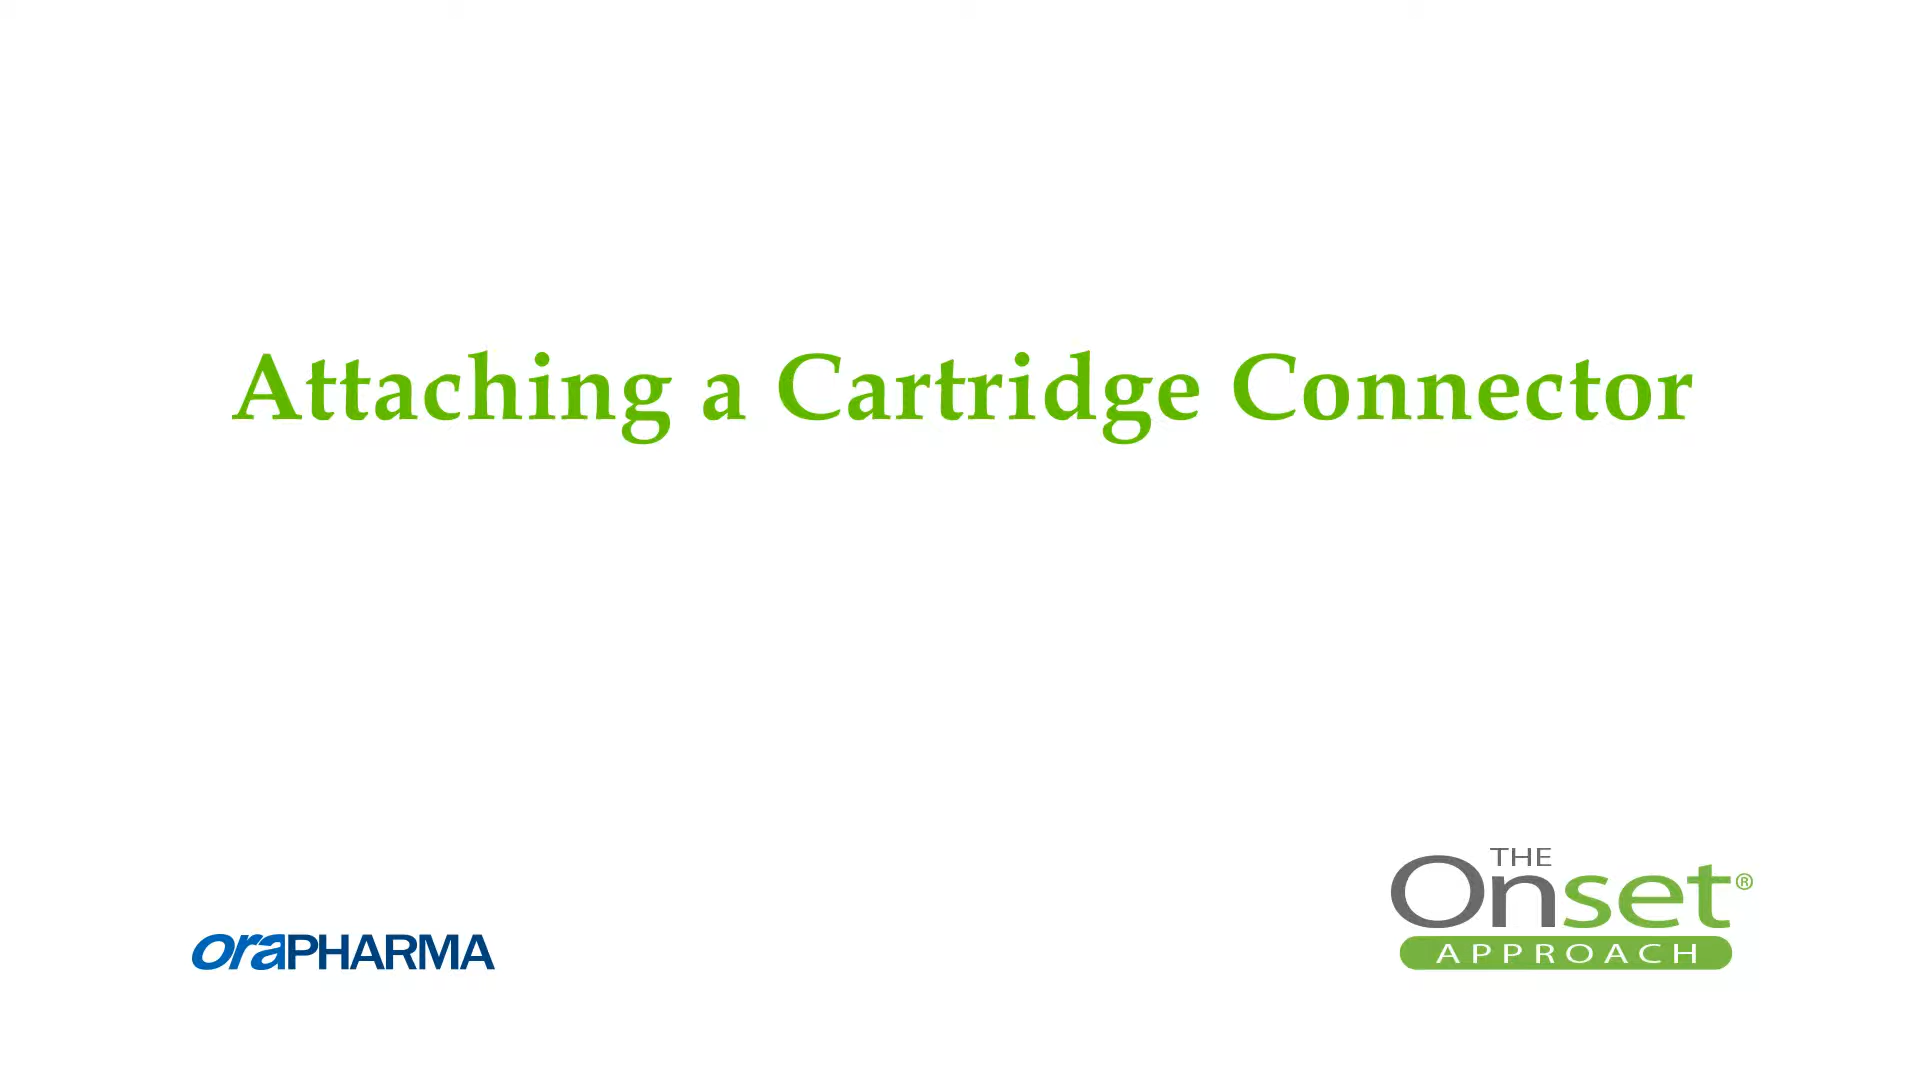 Attaching a Cartridge Connector
oraPHARMA
THE
Onset®
APPROACH